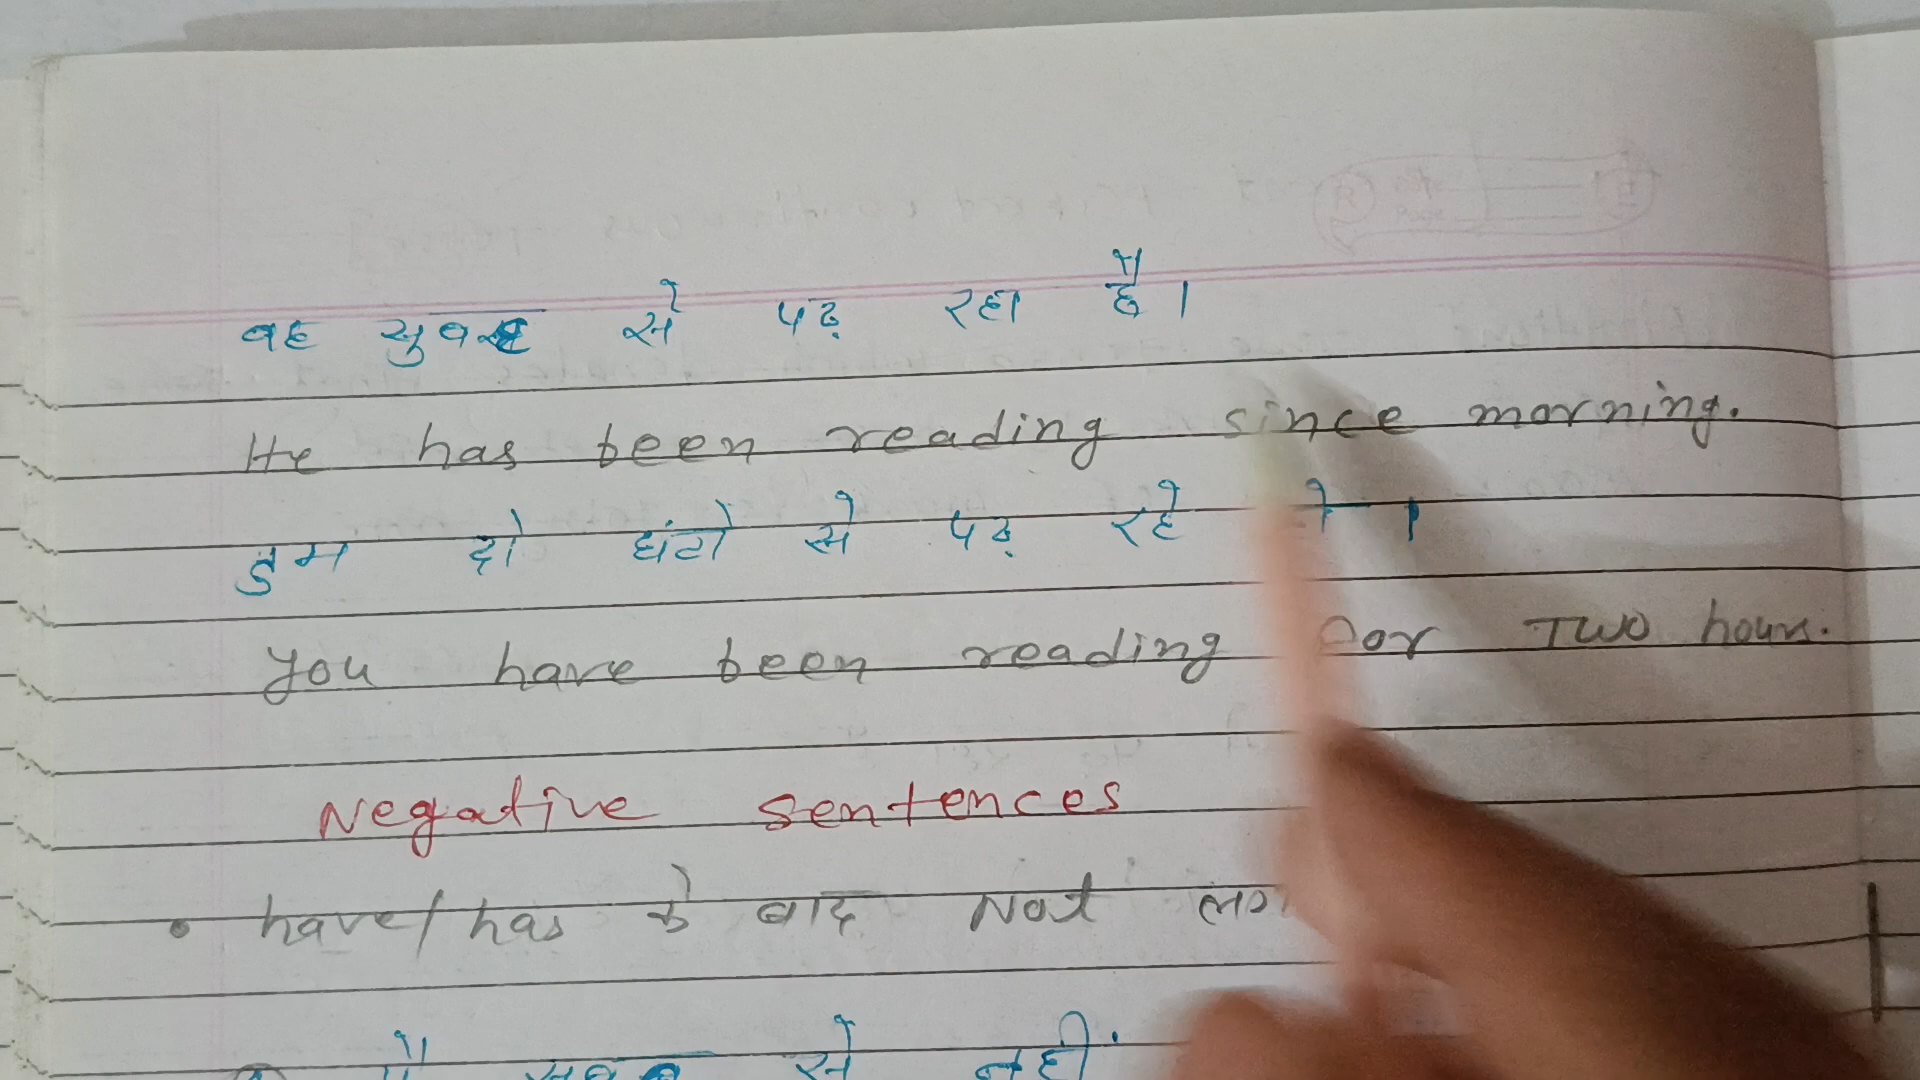 वह सुबह से पढ़ रहा है।
He has been reading since morning.
तुम दो घंटो से पढ़ रहे ।
You have been reading for Two hours.
Negative sentences
• have/has के बाद Not
से नहीं